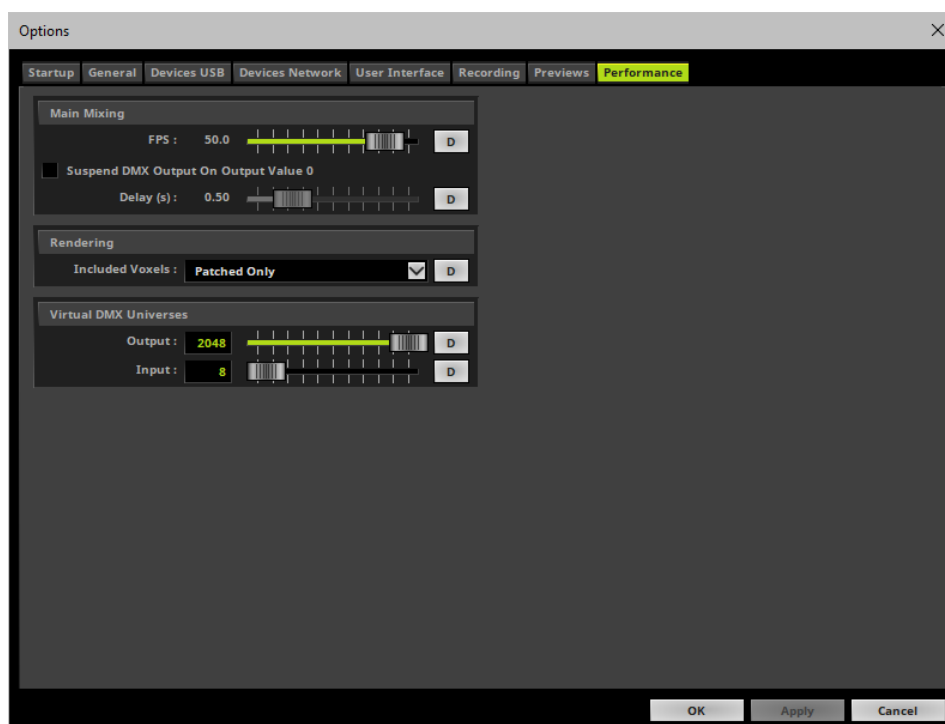 Options
Startup General Devices USB Devices Network User Interface Recording Previews Performance
Main Mixing
FPS : 50.0 D
Suspend DMX Output On Output Value 0
Delay (s) : 0.50 D
Rendering
Included Voxels : Patched Only D
Virtual DMX Universes
Output : 2048 D
Input : 8 D
OK Apply Cancel